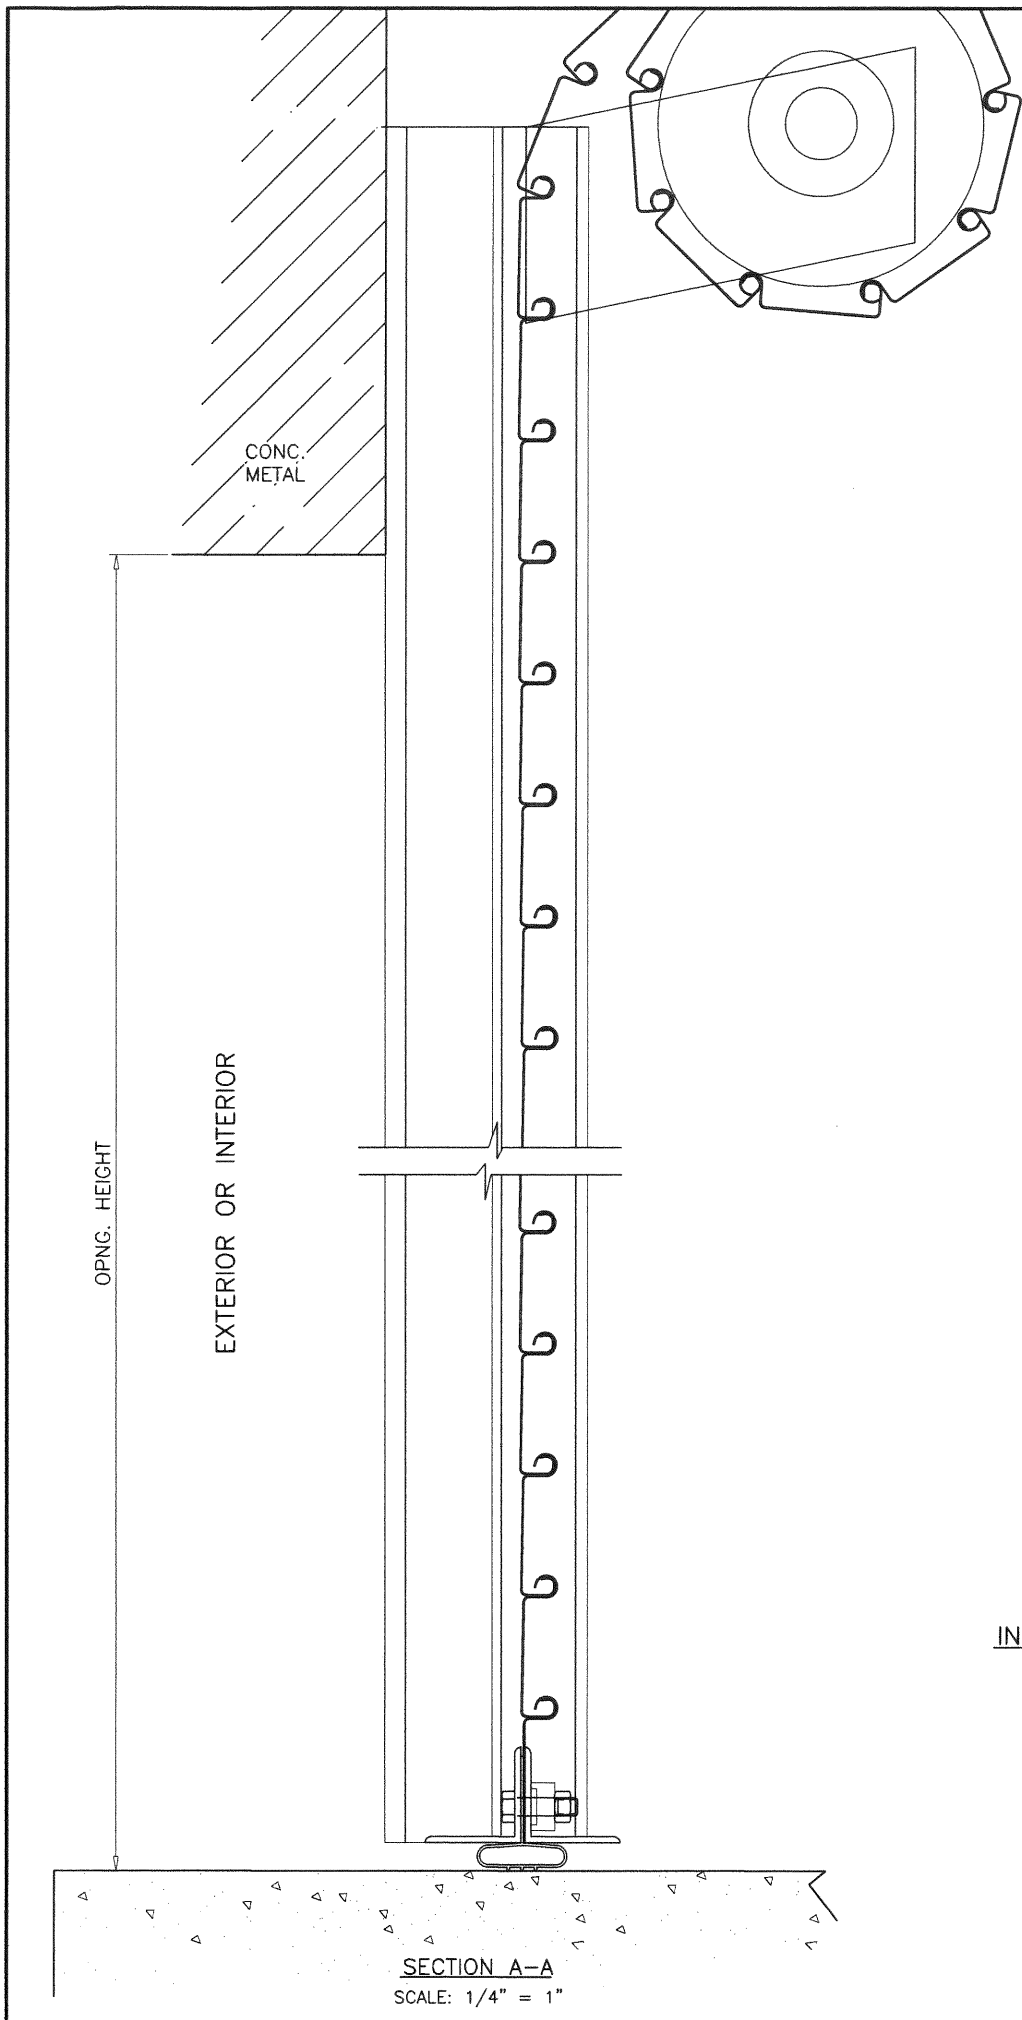 CONC.
METAL
OPNG. HEIGHT
EXTERIOR OR INTERIOR
IN
SECTION A-A
SCALE: 1/4" = 1"